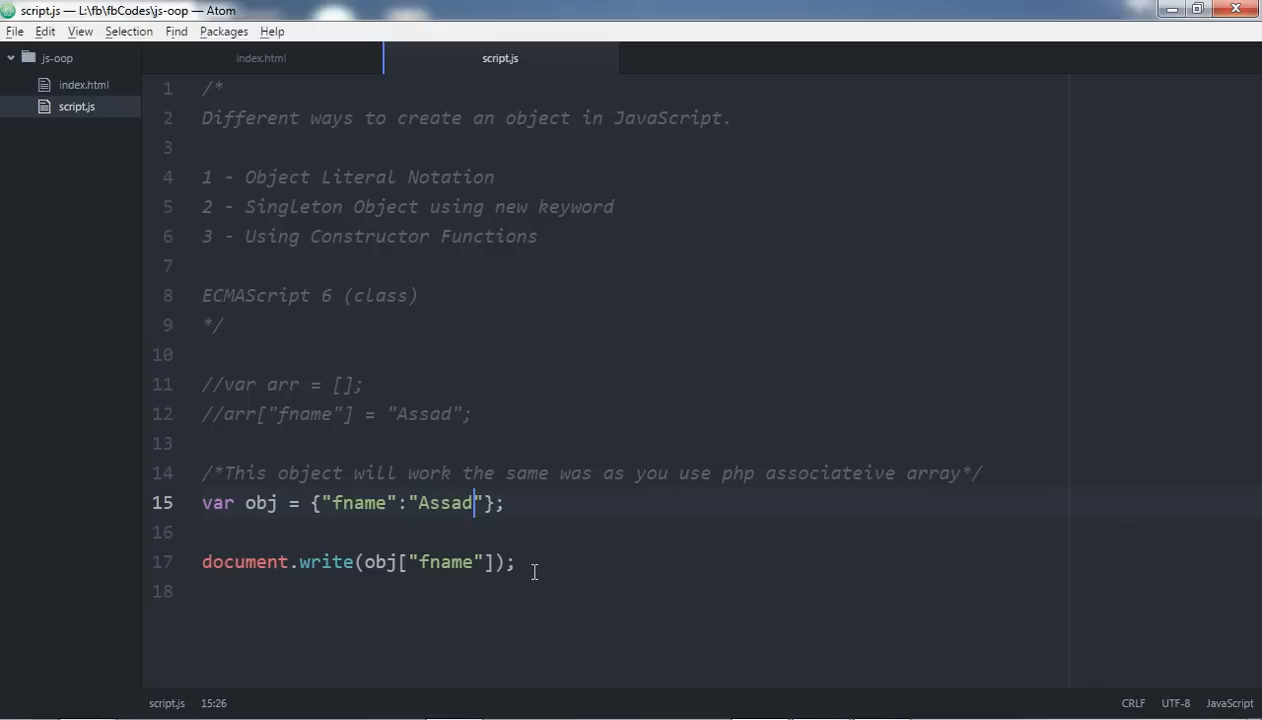 script.js — L:\fb\fbCodes\js-oop — Atom
File Edit View Selection Find Packages Help
js-oop
index.html
script.js
index.html script.js
1 /*
2 Different ways to create an object in JavaScript.
3
4 1 - Object Literal Notation
5 2 - Singleton Object using new keyword
6 3 - Using Constructor Functions
7
8 ECMAScript 6 (class)
9 */
10
11 //var arr = [];
12 //arr["fname"] = "Assad";
13
14 /*This object will work the same was as you use php associateive array*/
15 var obj = {"fname":"Assad"};
16
17 document.write(obj["fname"]);
18
script.js 15:26 CRLF UTF-8 JavaScript